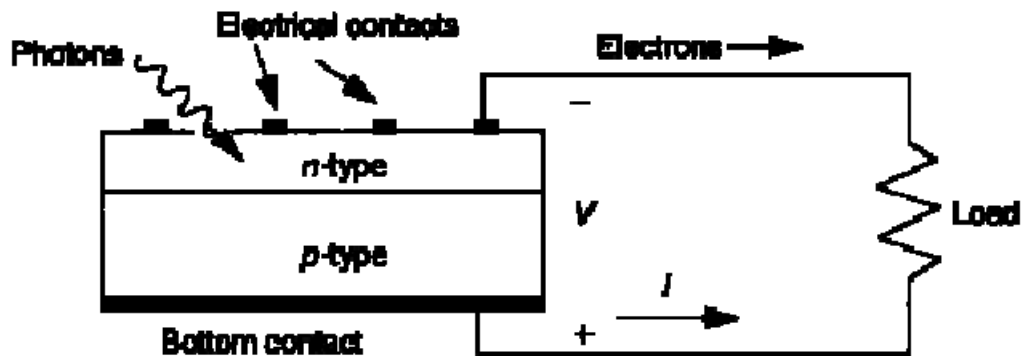 Electrical contacts
Photons
Electrons
−
n-type
V
Load
p-type
I
+
Bottom contact